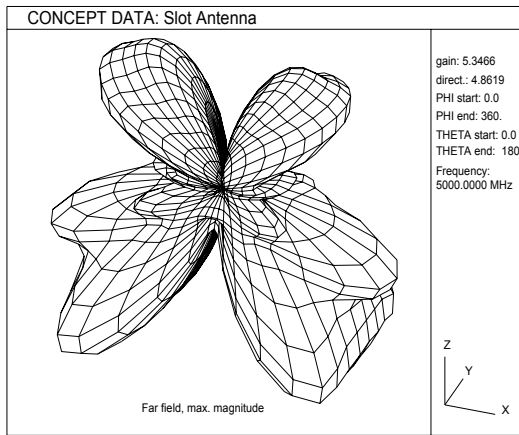 CONCEPT DATA: Slot Antenna
gain: 5.3466
direct.: 4.8619
PHI start: 0.0
PHI end: 360.
THETA start: 0.0
THETA end: 180
Frequency:
5000.0000 MHz
Z
Y
X
Far field, max. magnitude